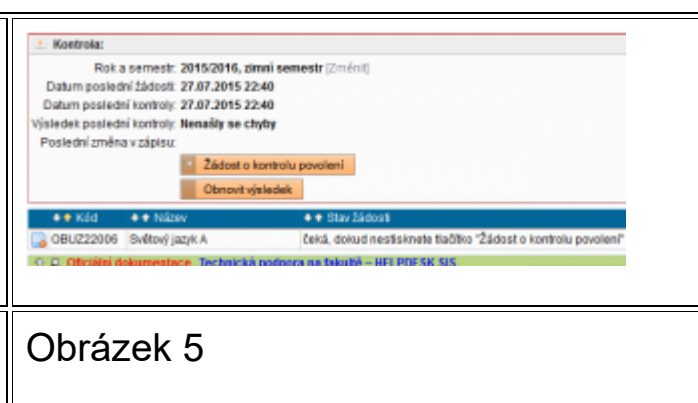 Kontrola:
Rok a semestr: 2015/2016, zimní semestr [Změnit]
Datum poslední žádosti: 27.07.2015 22:40
Datum poslední kontroly: 27.07.2015 22:40
Výsledek poslední kontroly: Nenašly se chyby
Poslední změna v zápisu:
Žádost o kontrolu povolení
Obnovit výsledek
Kód Název Stav žádosti
OBUZ22006 Světový jazyk A čeká, dokud nestisknete tlačítko "Žádost o kontrolu povolení"
Oficiální dokumentace Technická podpora na fakultě – HELPDESK SIS
Obrázek 5